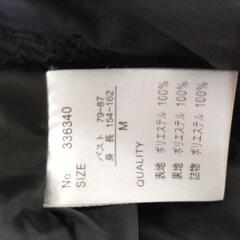 No. 336340
SIZE
バスト 79~87
身長 154~162
M
QUALITY
表地 ポリエステル 100%
裏地 ポリエステル 100%
詰物 ポリエステル 100%